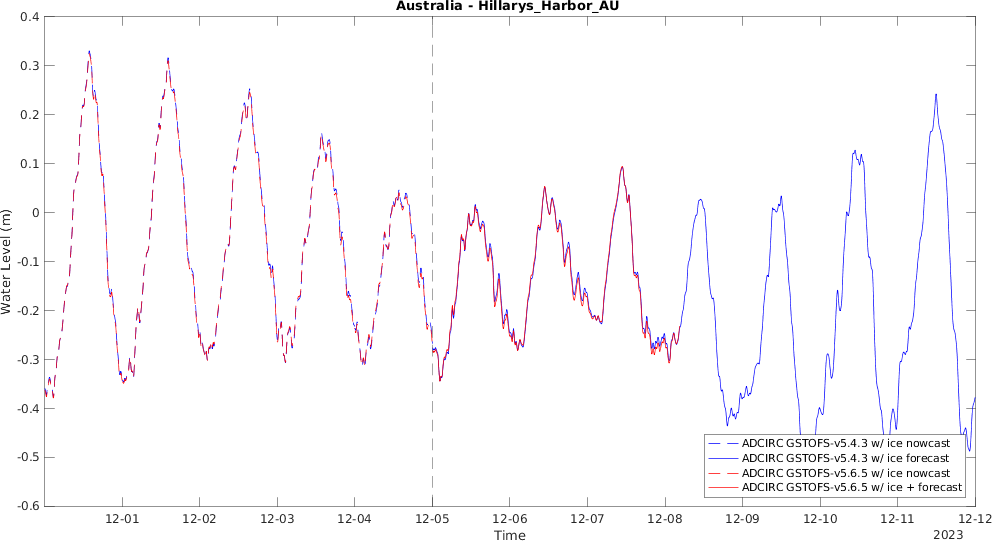 Australia - Hillarys_Harbor_AU
0.4
0.3
0.2
0.1
0
-0.1
-0.2
-0.3
-0.4
-0.5
-0.6
Water Level (m)
ADCIRC GSTOFS-v5.4.3 w/ ice nowcast
ADCIRC GSTOFS-v5.4.3 w/ ice forecast
ADCIRC GSTOFS-v5.6.5 w/ ice nowcast
ADCIRC GSTOFS-v5.6.5 w/ ice + forecast
12-01 12-02 12-03 12-04 12-05 12-06 12-07 12-08 12-09 12-10 12-11 12-12
Time
2023